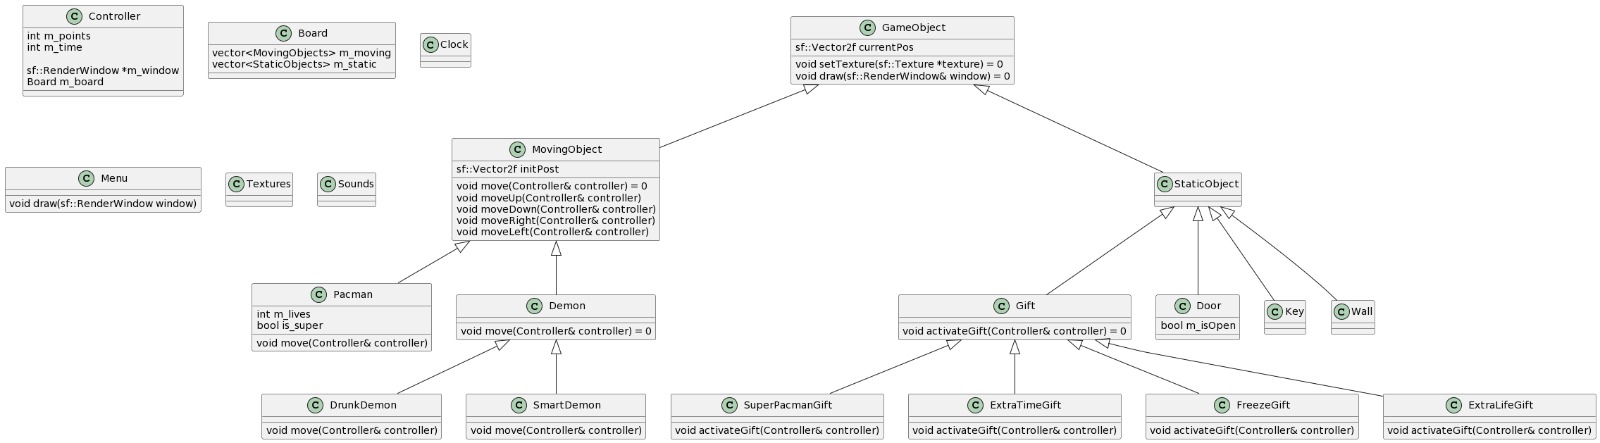 C Controller
int m_points
int m_time
sf::RenderWindow *m_window
Board m_board
C Board
vector<MovingObjects> m_moving
vector<StaticObjects> m_static
C Clock
C GameObject
sf::Vector2f currentPos
void setTexture(sf::Texture *texture) = 0
void draw(sf::RenderWindow& window) = 0
C Menu
void draw(sf::RenderWindow window)
C Textures
C Sounds
C MovingObject
sf::Vector2f initPost
void move(Controller& controller) = 0
void moveUp(Controller& controller)
void moveDown(Controller& controller)
void moveRight(Controller& controller)
void moveLeft(Controller& controller)
C StaticObject
C Pacman
int m_lives
bool is_super
void move(Controller& controller)
C Demon
void move(Controller& controller) = 0
C Gift
void activateGift(Controller& controller) = 0
C Door
bool m_isOpen
C Key
C Wall
C DrunkDemon
void move(Controller& controller)
C SmartDemon
void move(Controller& controller)
C SuperPacmanGift
void activateGift(Controller& controller)
C ExtraTimeGift
void activateGift(Controller& controller)
C FreezeGift
void activateGift(Controller& controller)
C ExtraLifeGift
void activateGift(Controller& controller)